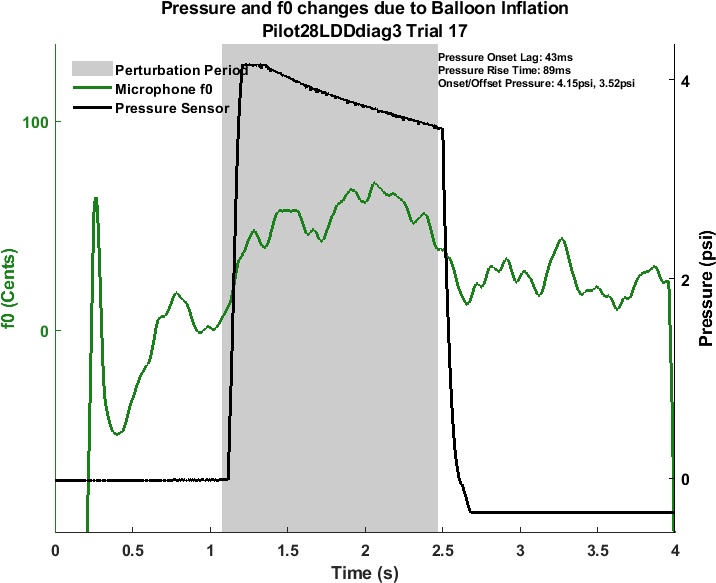 Pressure and f0 changes due to Balloon Inflation
Pilot28LDDdiag3 Trial 17
Pressure Onset Lag: 43ms
Pressure Rise Time: 89ms
Onset/Offset Pressure: 4.15psi, 3.52psi
Perturbation Period
Microphone f0
Pressure Sensor
100
0
f0 (Cents)
4
2
0
Pressure (psi)
0 0.5 1 1.5 2 2.5 3 3.5 4
Time (s)